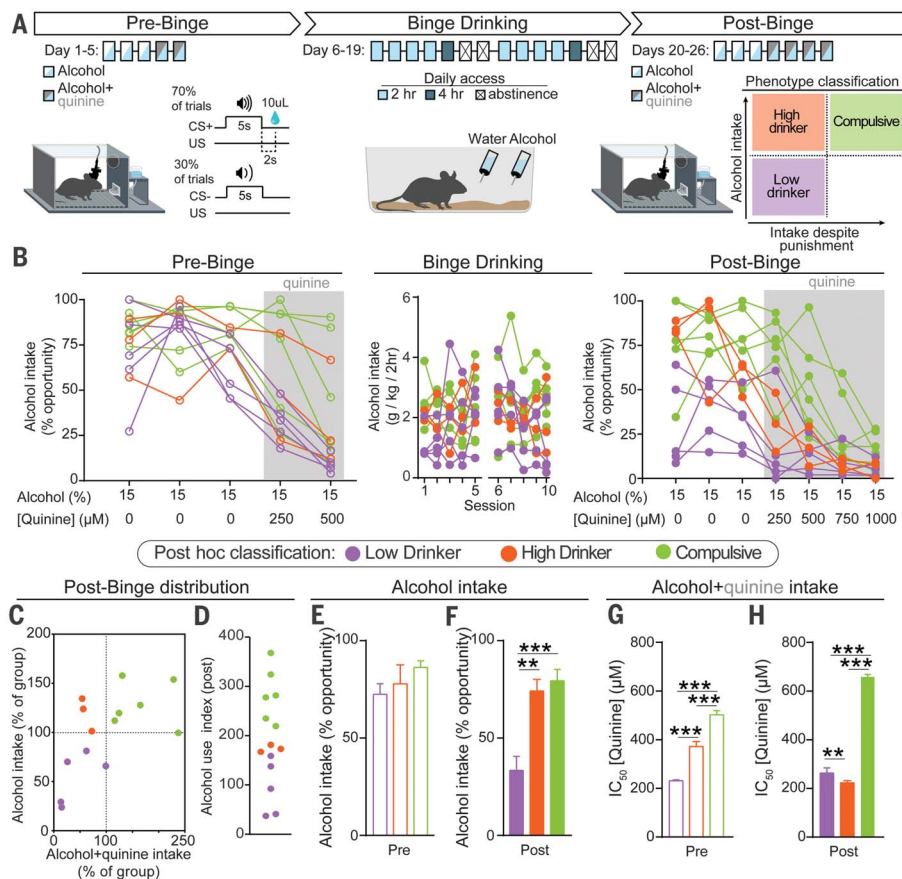 A
Pre-Binge
Binge Drinking
Post-Binge
Day 1-5:
Alcohol
Alcohol+
quinine
70%
of trials
CS+
US
5s
10uL
2s
30%
of trials
CS-
US
5s
Day 6-19:
Daily access
2 hr
4 hr
abstinence
Water Alcohol
Days 20-26:
Alcohol
Alcohol+
quinine
Phenotype classification
High
drinker
Compulsive
Low
drinker
Alcohol intake
Intake despite
punishment
B
Pre-Binge
quinine
Alcohol intake
(% opportunity)
100
75
50
25
0
Alcohol (%)
15 15 15 15 15
[Quinine] (µM)
0 0 0 250 500
Binge Drinking
Alcohol intake
(g / kg / 2hr)
6
4
2
0
1 5 6 10
Session
Post-Binge
quinine
Alcohol intake
(% opportunity)
100
75
50
25
0
Alcohol (%)
15 15 15 15 15 15 15
[Quinine] (µM)
0 0 0 250 500 750 1000
Post hoc classification: Low Drinker High Drinker Compulsive
Post-Binge distribution
Alcohol intake
Alcohol+quinine intake
C
Alcohol intake (% of group)
200
150
100
50
0
0 100 250
Alcohol+quinine intake
(% of group)
D
Alcohol use index (post)
400
300
200
100
0
E
Alcohol intake (% opportunity)
100
50
0
Pre
F
Alcohol intake (% opportunity)
100
50
0
***
**
Post
G
IC50 [Quinine] (µM)
800
600
400
200
0
***
***
***
Pre
H
IC50 [Quinine] (µM)
800
600
400
200
0
***
***
**
Post